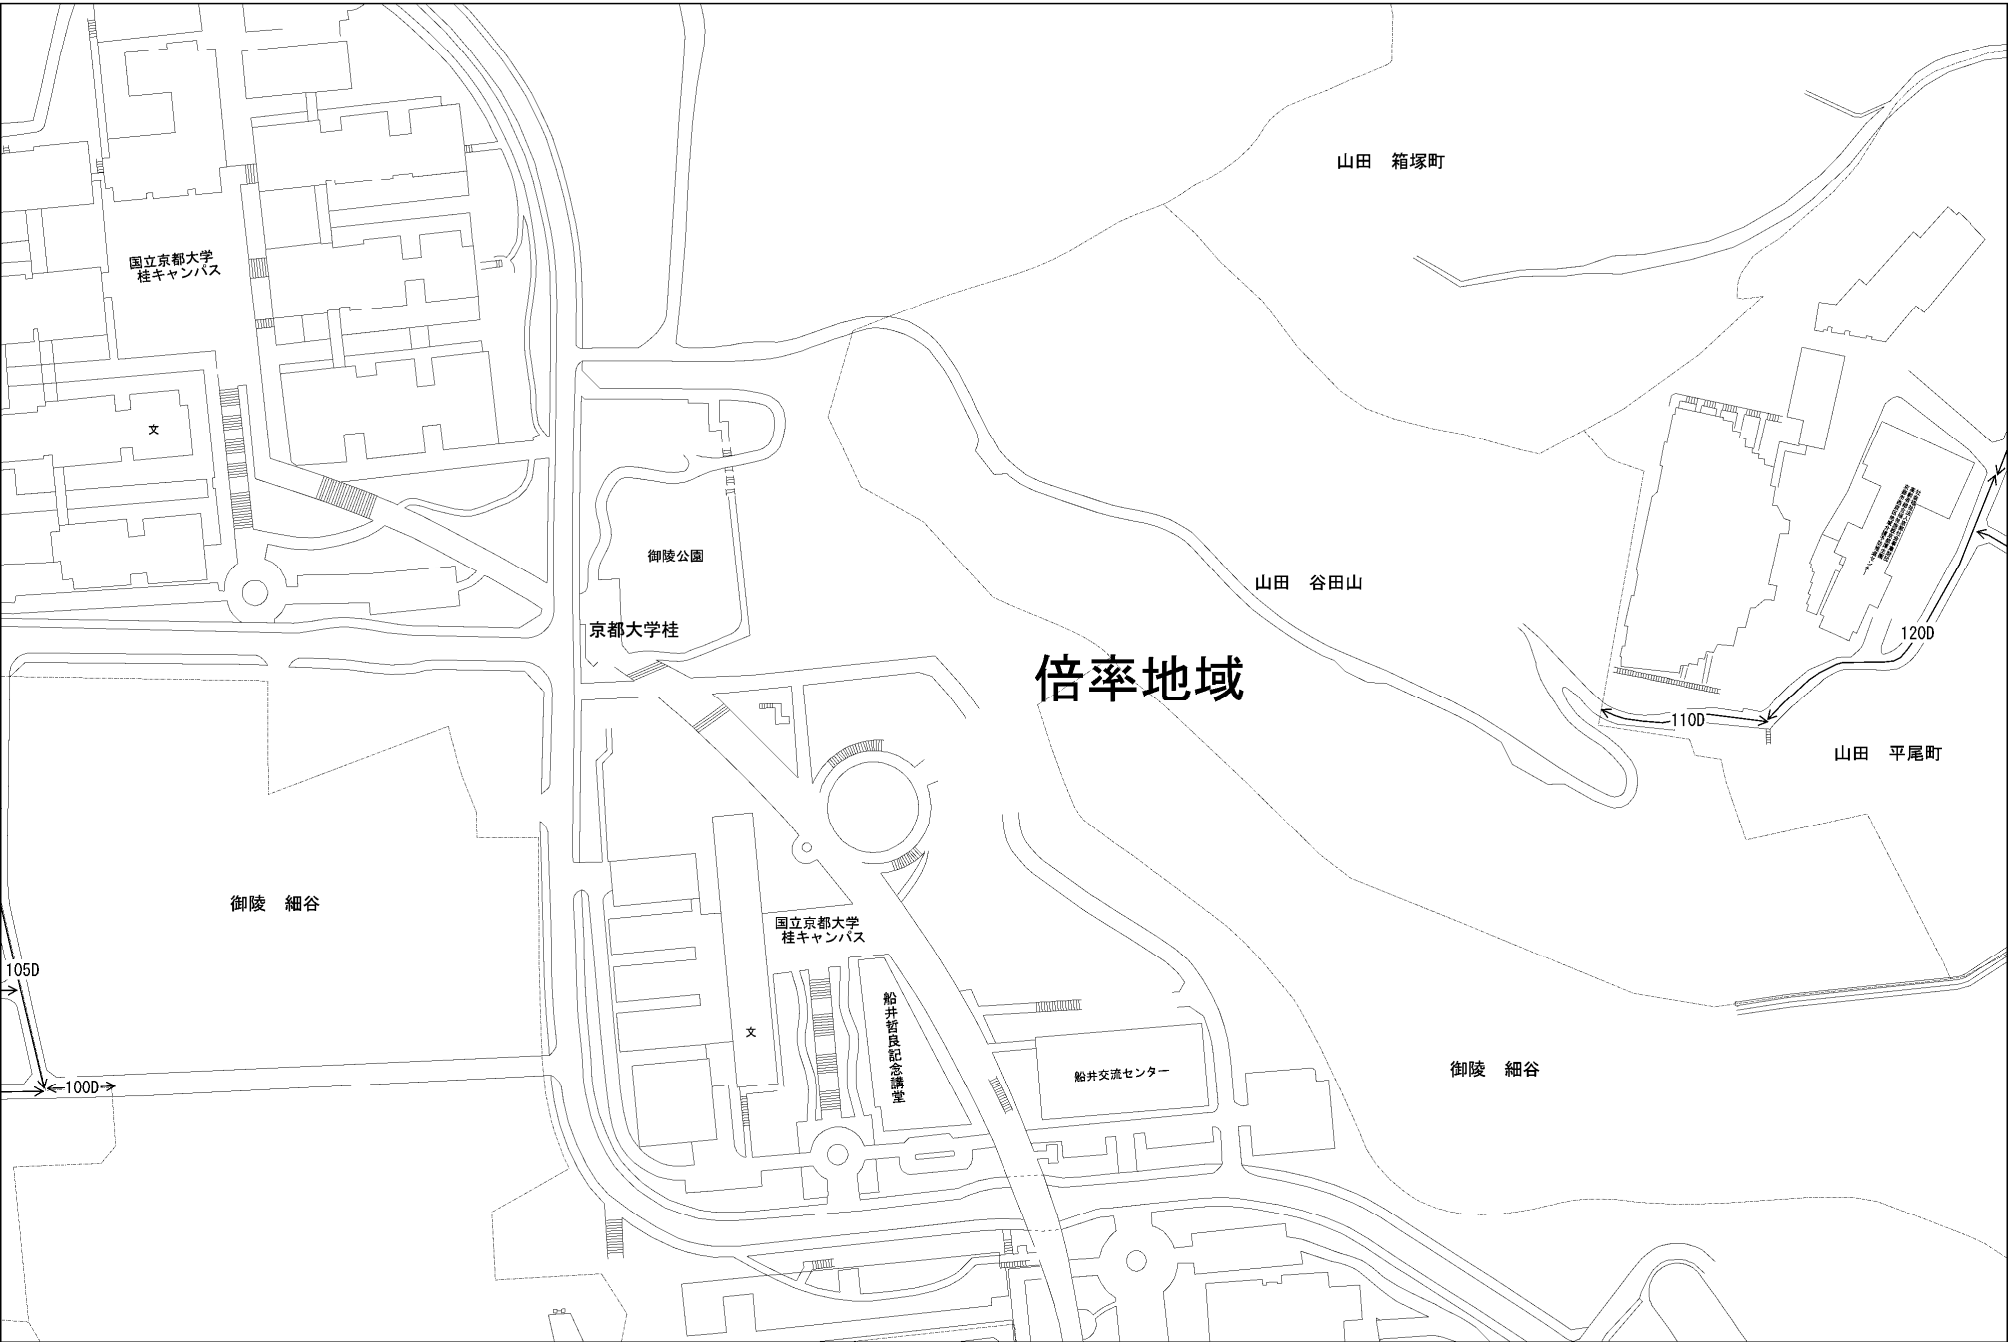 山田　箱塚町
国立京都大学
桂キャンパス
文
御陵公園
京都大学桂
山田　谷田山
倍率地域
120D
110D
山田　平尾町
御陵　細谷
国立京都大学
桂キャンパス
105D
船井哲良記念講堂
文
船井交流センター
御陵　細谷
100D